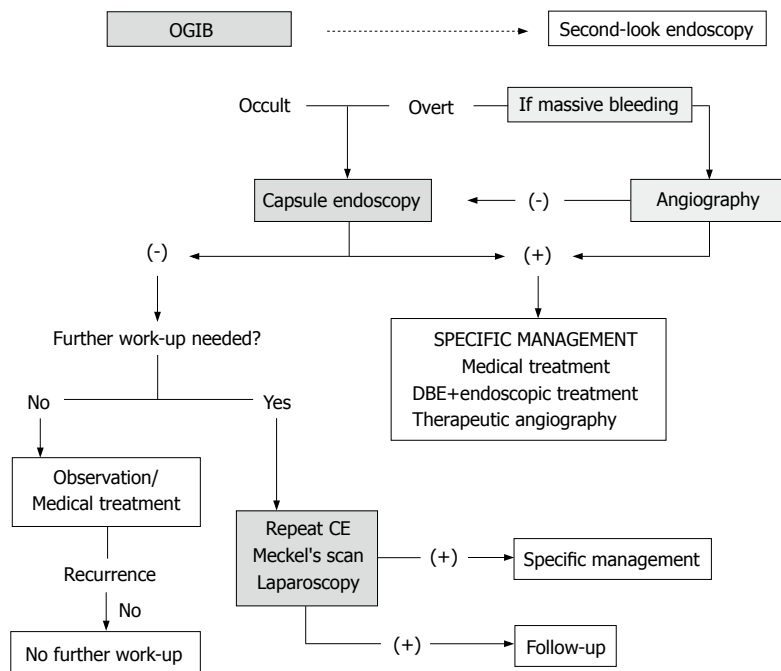 OGIB
Second-look endoscopy
Occult
Overt
If massive bleeding
Capsule endoscopy
(-)
Angiography
(-)
(+)
Further work-up needed?
SPECIFIC MANAGEMENT
Medical treatment
DBE+endoscopic treatment
Therapeutic angiography
No
Yes
Observation/
Medical treatment
Repeat CE
Meckel's scan
Laparoscopy
(+)
Specific management
Recurrence
No
No further work-up
(+)
Follow-up